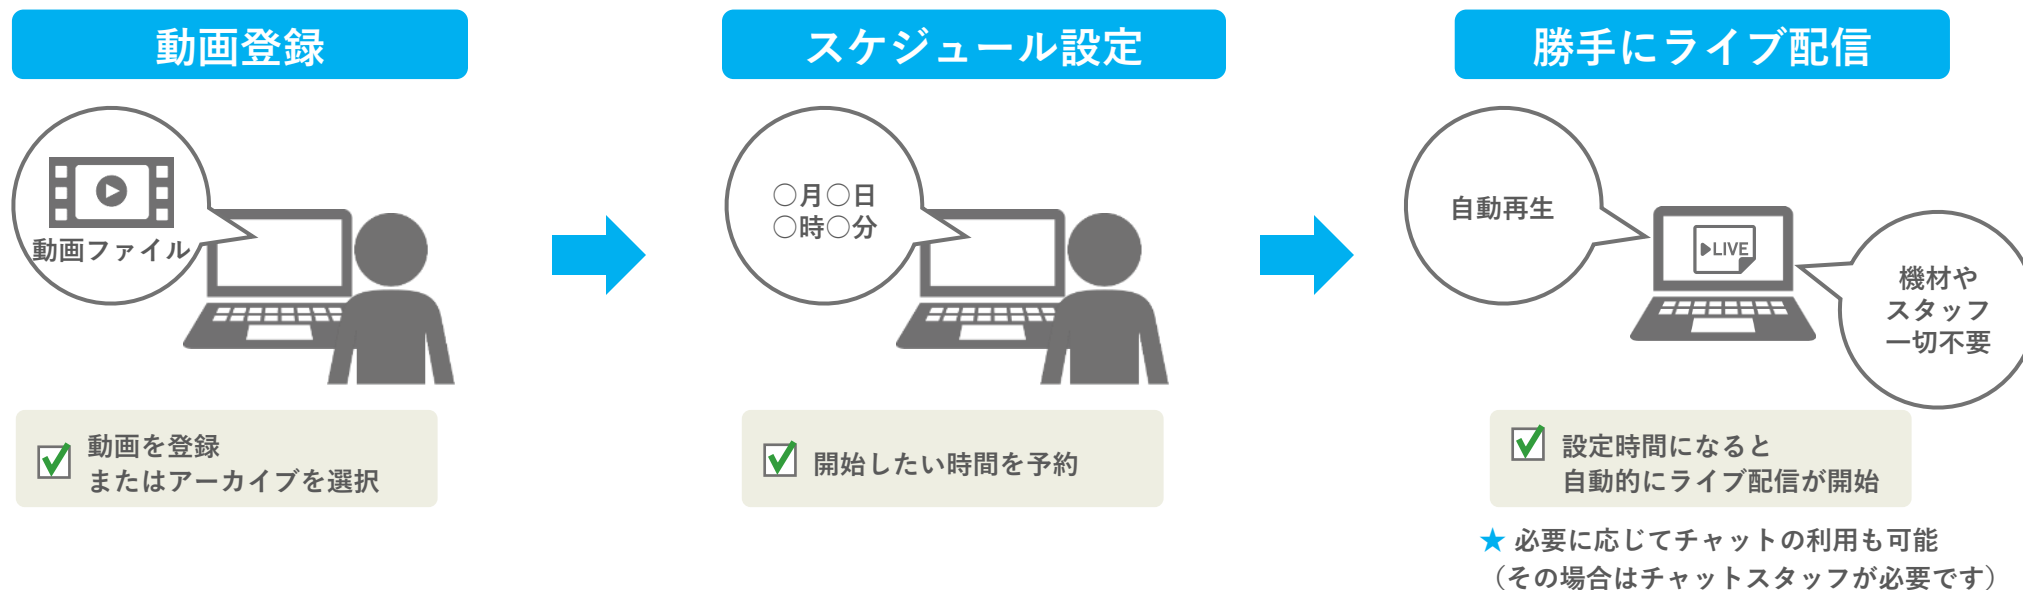 動画登録
動画ファイル
動画を登録
またはアーカイブを選択
スケジュール設定
○月○日
○時○分
開始したい時間を予約
勝手にライブ配信
自動再生
▶LIVE
機材や
スタッフ
一切不要
設定時間になると
自動的にライブ配信が開始
★ 必要に応じてチャットの利用も可能
（その場合はチャットスタッフが必要です）